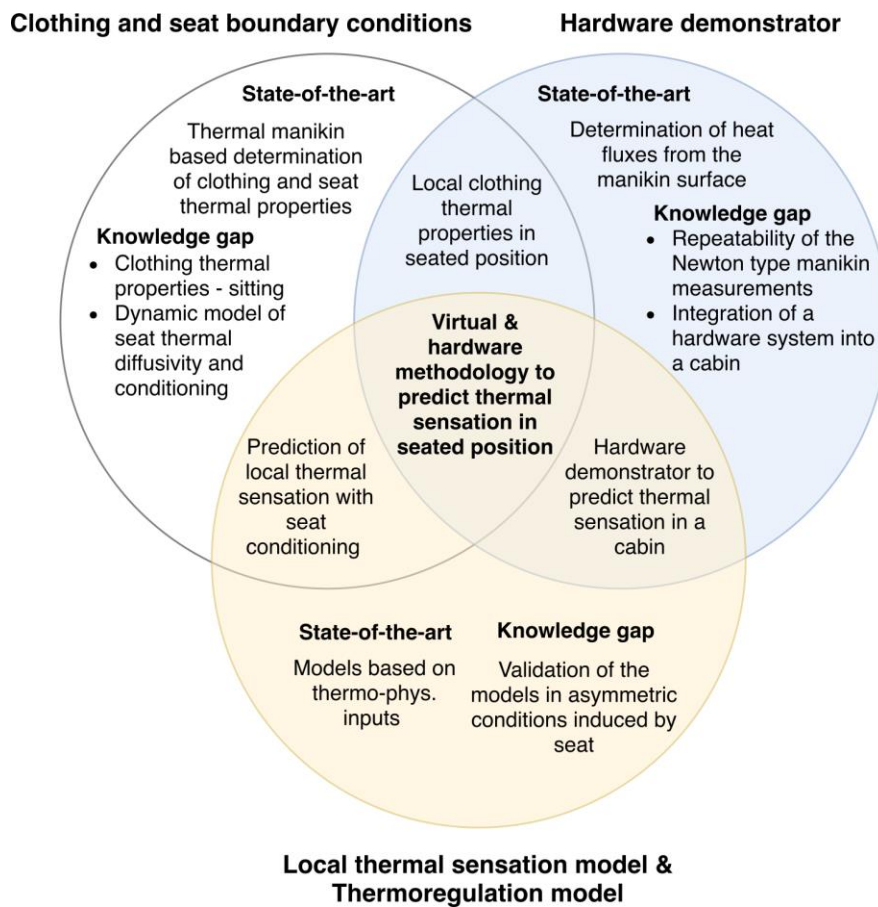 Clothing and seat boundary conditions
Hardware demonstrator
State-of-the-art
Thermal manikin
based determination
of clothing and seat
thermal properties
Knowledge gap
• Clothing thermal
properties - sitting
• Dynamic model of
seat thermal
diffusivity and
conditioning
Local clothing
thermal
properties in
seated position
State-of-the-art
Determination of heat
fluxes from the
manikin surface
Knowledge gap
• Repeatability of the
Newton type manikin
measurements
• Integration of a
hardware system into
a cabin
Virtual &
hardware
methodology to
predict thermal
sensation in
seated position
Prediction of
local thermal
sensation with
seat
conditioning
Hardware
demonstrator to
predict thermal
sensation in a
cabin
State-of-the-art
Models based on
thermo-phys.
inputs
Knowledge gap
Validation of the
models in asymmetric
conditions induced by
seat
Local thermal sensation model &
Thermoregulation model